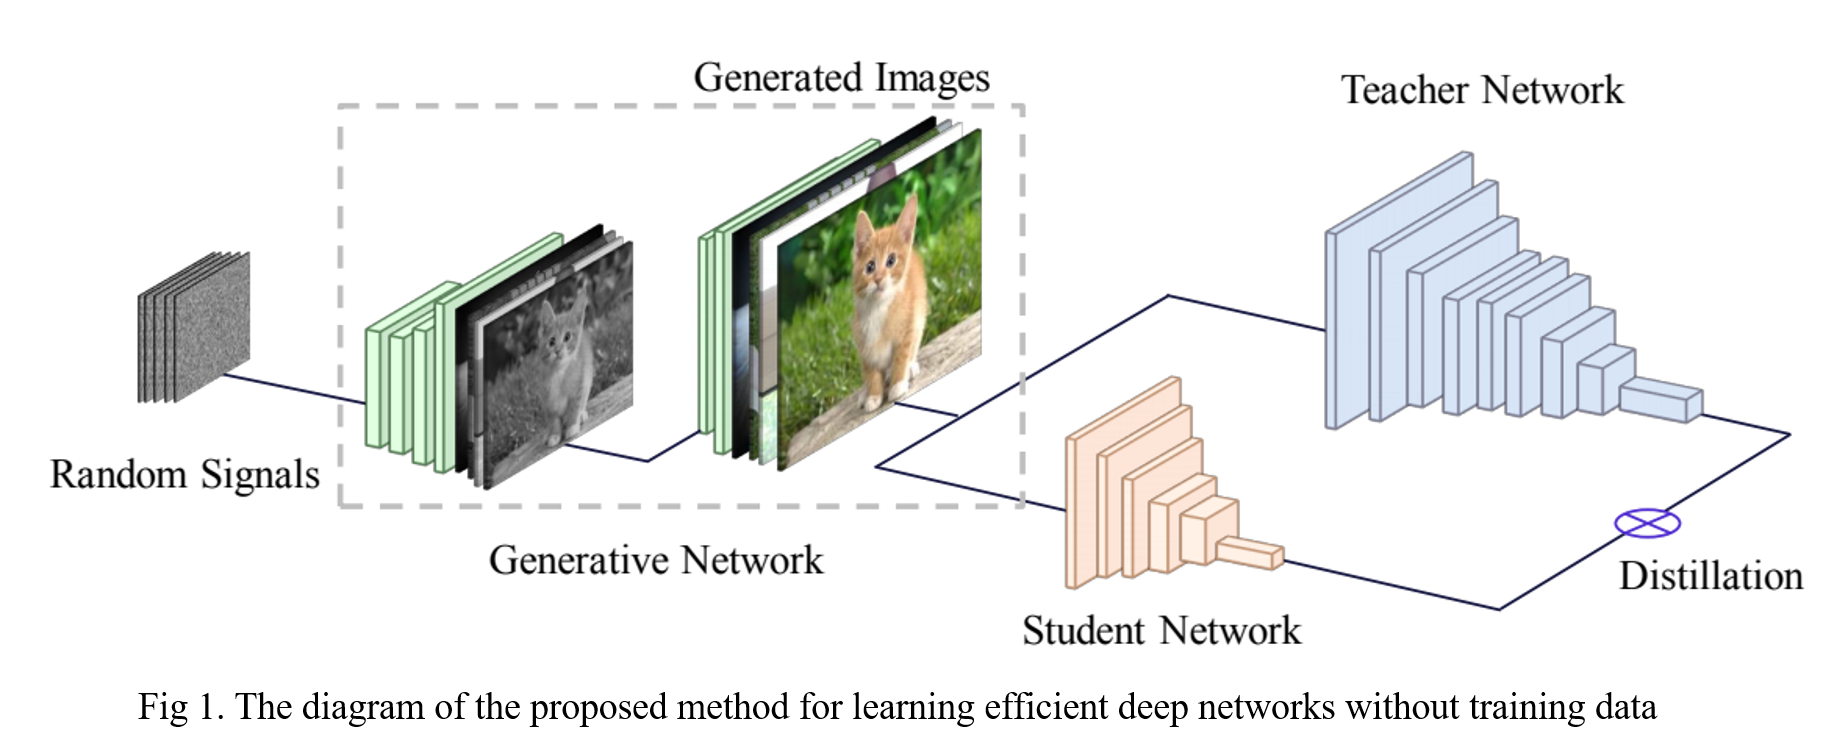 Generated Images
Teacher Network
Random Signals
Generative Network
Student Network
Distillation
Fig 1. The diagram of the proposed method for learning efficient deep networks without training data